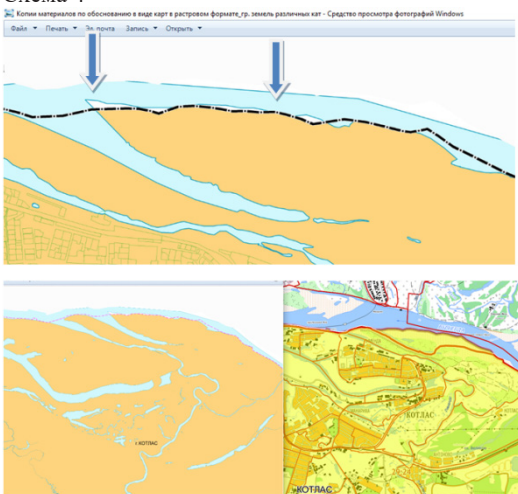 Схема 4
Копии материалов по обоснованию в виде карт в растровом формате_гр. земель различных кат - Средство просмотра фотографий Windows
Файл Печать Эл. почта Запись Открыть
г.КОТЛАС
КОТЛАС
КОТЛАС